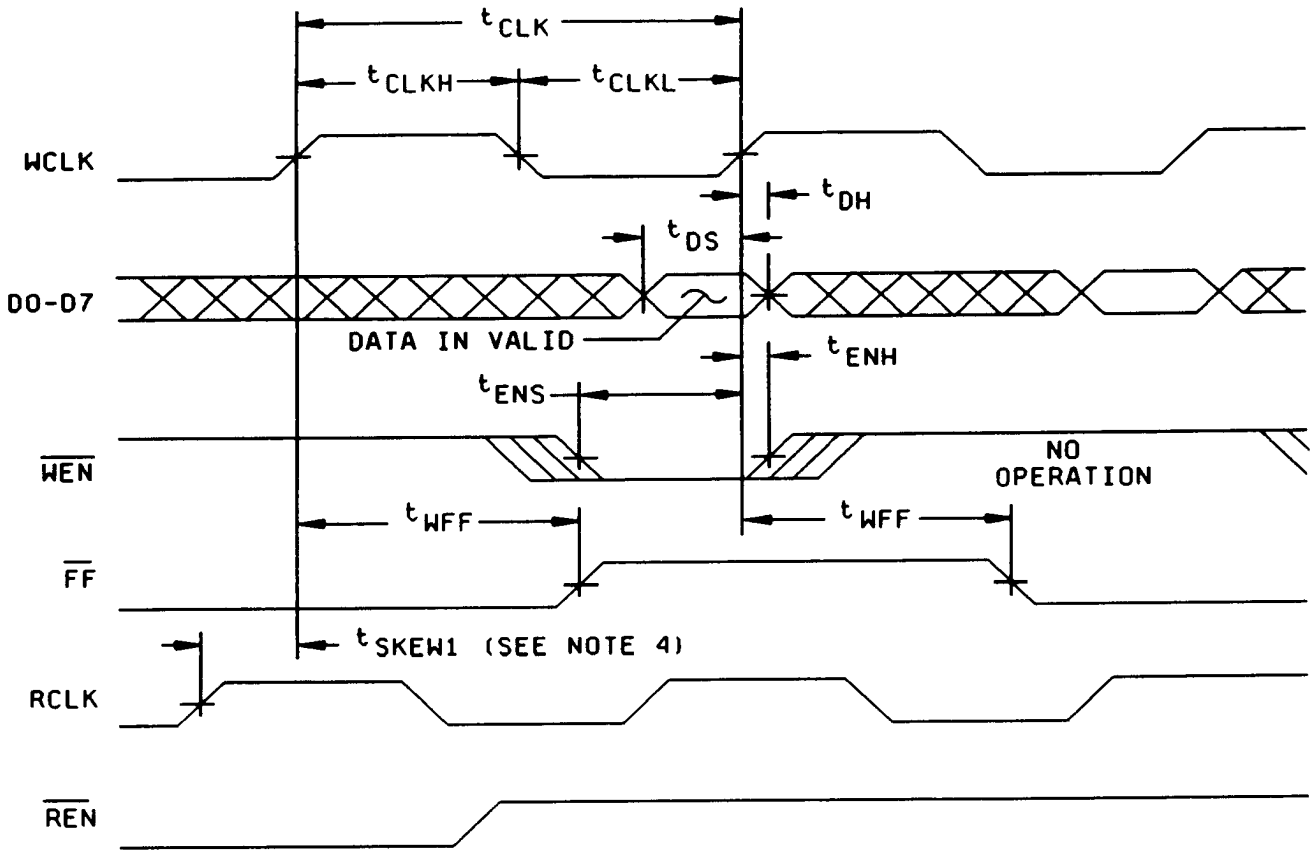 tCLK
tCLKH
tCLKL
WCLK
tDH
tDS
DO-D7
DATA IN VALID
tENH
tENS
WEN
NO
OPERATION
tWFF
tWFF
FF
tSKEW1 (SEE NOTE 4)
RCLK
REN